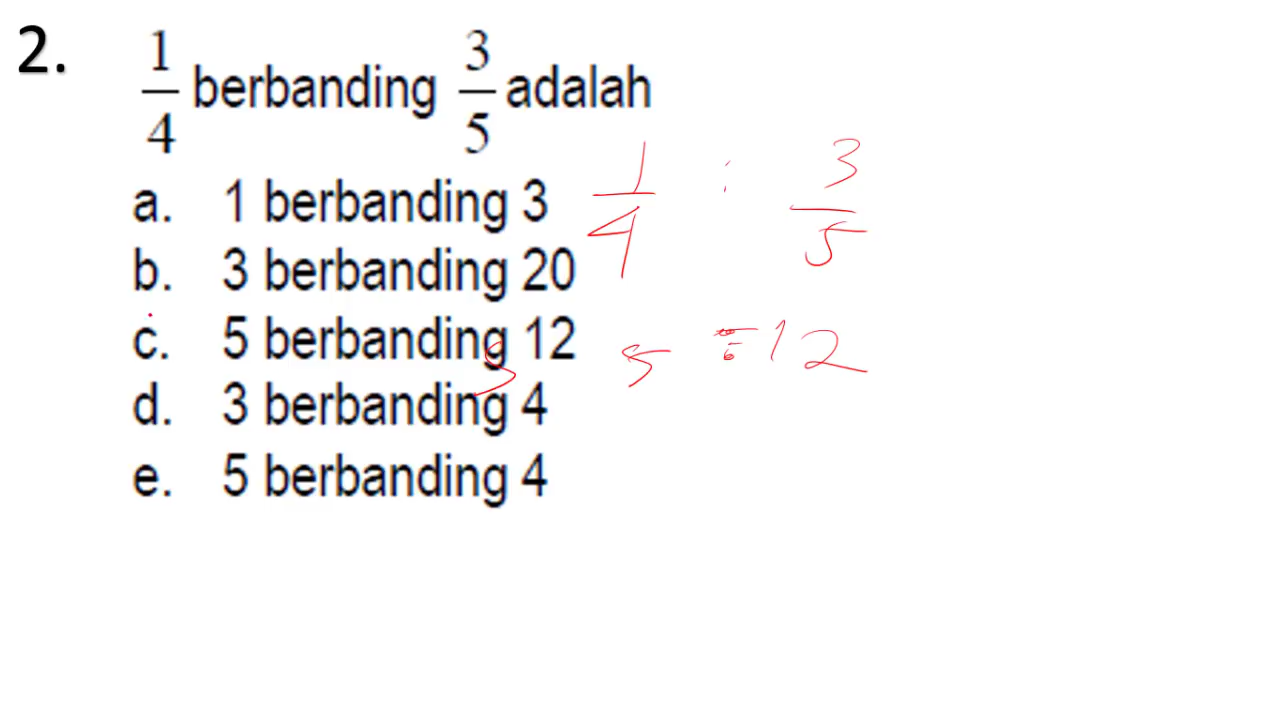 2. 1/4 berbanding 3/5 adalah
a. 1 berbanding 3
b. 3 berbanding 20
c. 5 berbanding 12
d. 3 berbanding 4
e. 5 berbanding 4
1/4 : 3/5
5 12